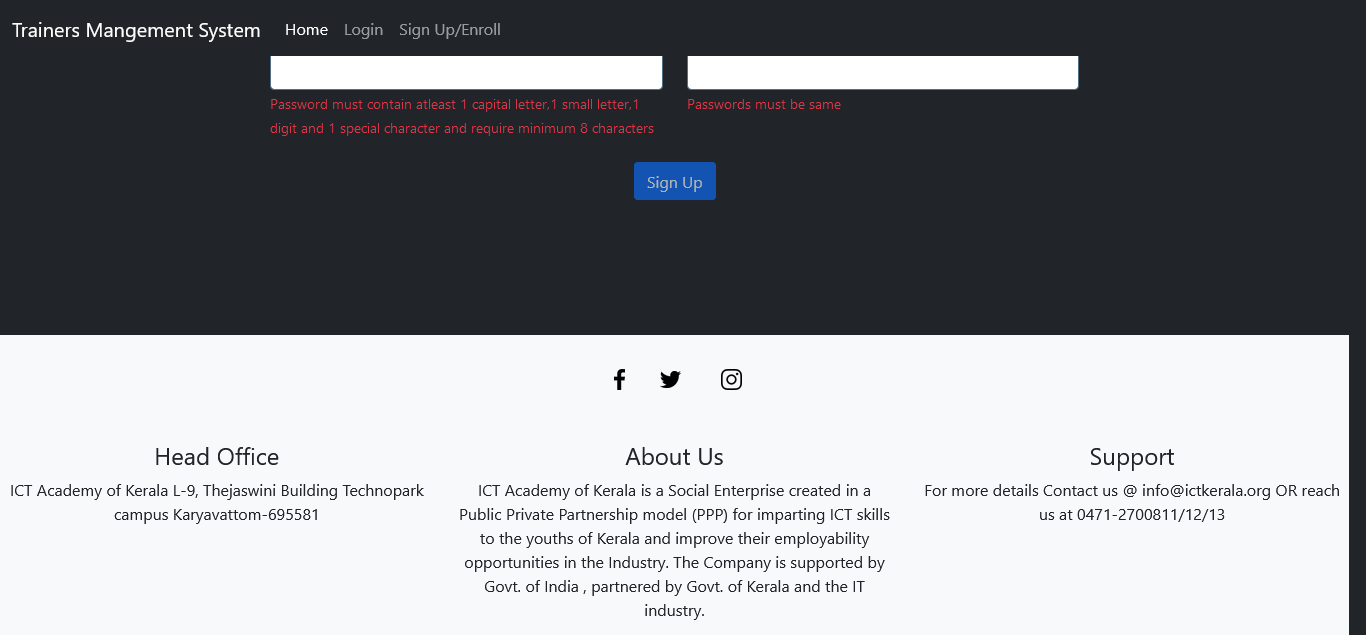 Trainers Mangement System Home Login Sign Up/Enroll
Password must contain atleast 1 capital letter,1 small letter,1
digit and 1 special character and require minimum 8 characters
Passwords must be same
Sign Up
Head Office
ICT Academy of Kerala L-9, Thejaswini Building Technopark
campus Karyavattom-695581
About Us
ICT Academy of Kerala is a Social Enterprise created in a
Public Private Partnership model (PPP) for imparting ICT skills
to the youths of Kerala and improve their employability
opportunities in the Industry. The Company is supported by
Govt. of India , partnered by Govt. of Kerala and the IT
industry.
Support
For more details Contact us @ info@ictkerala.org OR reach
us at 0471-2700811/12/13